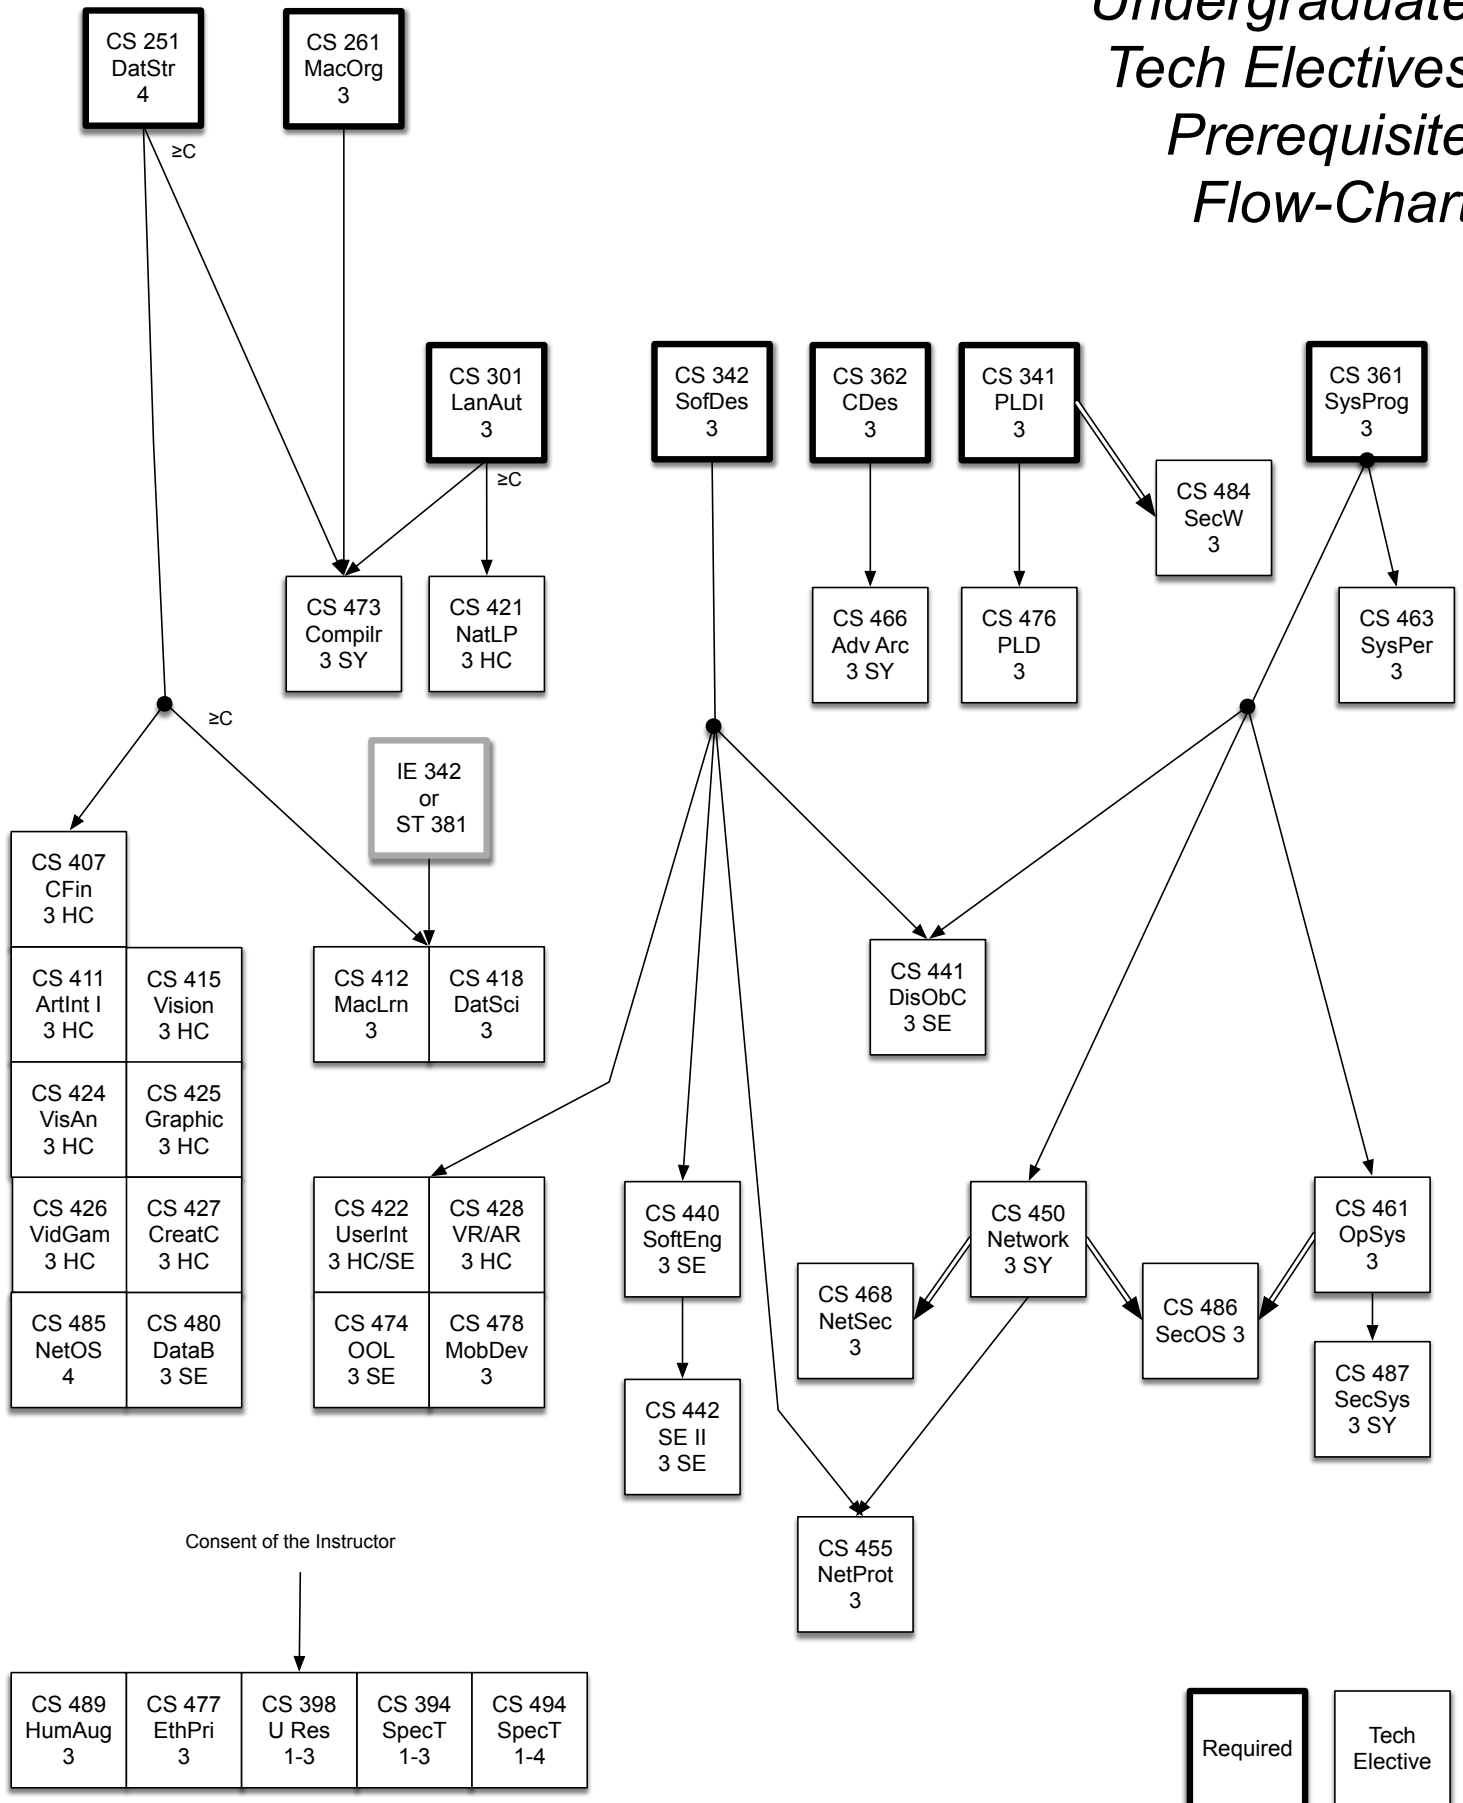 Undergraduate
Tech Electives
Prerequisite
Flow-Chart
CS 251
DatStr
4
CS 261
MacOrg
3
≥C
CS 301
LanAut
3
≥C
CS 342
SofDes
3
CS 362
CDes
3
CS 341
PLDI
3
CS 361
SysProg
3
CS 484
SecW
3
CS 473
Compilr
3 SY
CS 421
NatLP
3 HC
CS 466
Adv Arc
3 SY
CS 476
PLD
3
CS 463
SysPer
3
≥C
IE 342
or
ST 381
CS 407
CFin
3 HC
CS 411
ArtInt I
3 HC
CS 415
Vision
3 HC
CS 424
VisAn
3 HC
CS 425
Graphic
3 HC
CS 426
VidGam
3 HC
CS 427
CreatC
3 HC
CS 485
NetOS
4
CS 480
DataB
3 SE
CS 412
MacLrn
3
CS 418
DatSci
3
CS 441
DisObC
3 SE
CS 422
UserInt
3 HC/SE
CS 428
VR/AR
3 HC
CS 474
OOL
3 SE
CS 478
MobDev
3
CS 440
SoftEng
3 SE
CS 442
SE II
3 SE
CS 450
Network
3 SY
CS 461
OpSys
3
CS 468
NetSec
3
CS 486
SecOS 3
CS 487
SecSys
3 SY
CS 455
NetProt
3
Consent of the Instructor
CS 489
HumAug
3
CS 477
EthPri
3
CS 398
U Res
1-3
CS 394
SpecT
1-3
CS 494
SpecT
1-4
Required
Tech
Elective